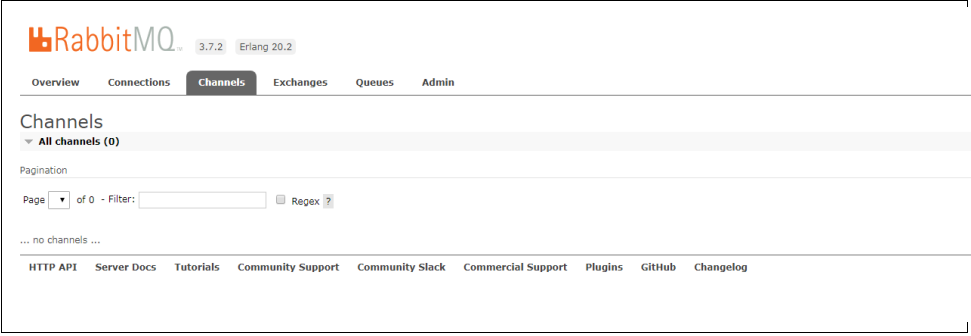 RabbitMQ™ 3.7.2 Erlang 20.2
Overview Connections Channels Exchanges Queues Admin
Channels
All channels (0)
Pagination
Page of 0 - Filter: Regex ?
... no channels ...
HTTP API Server Docs Tutorials Community Support Community Slack Commercial Support Plugins GitHub Changelog